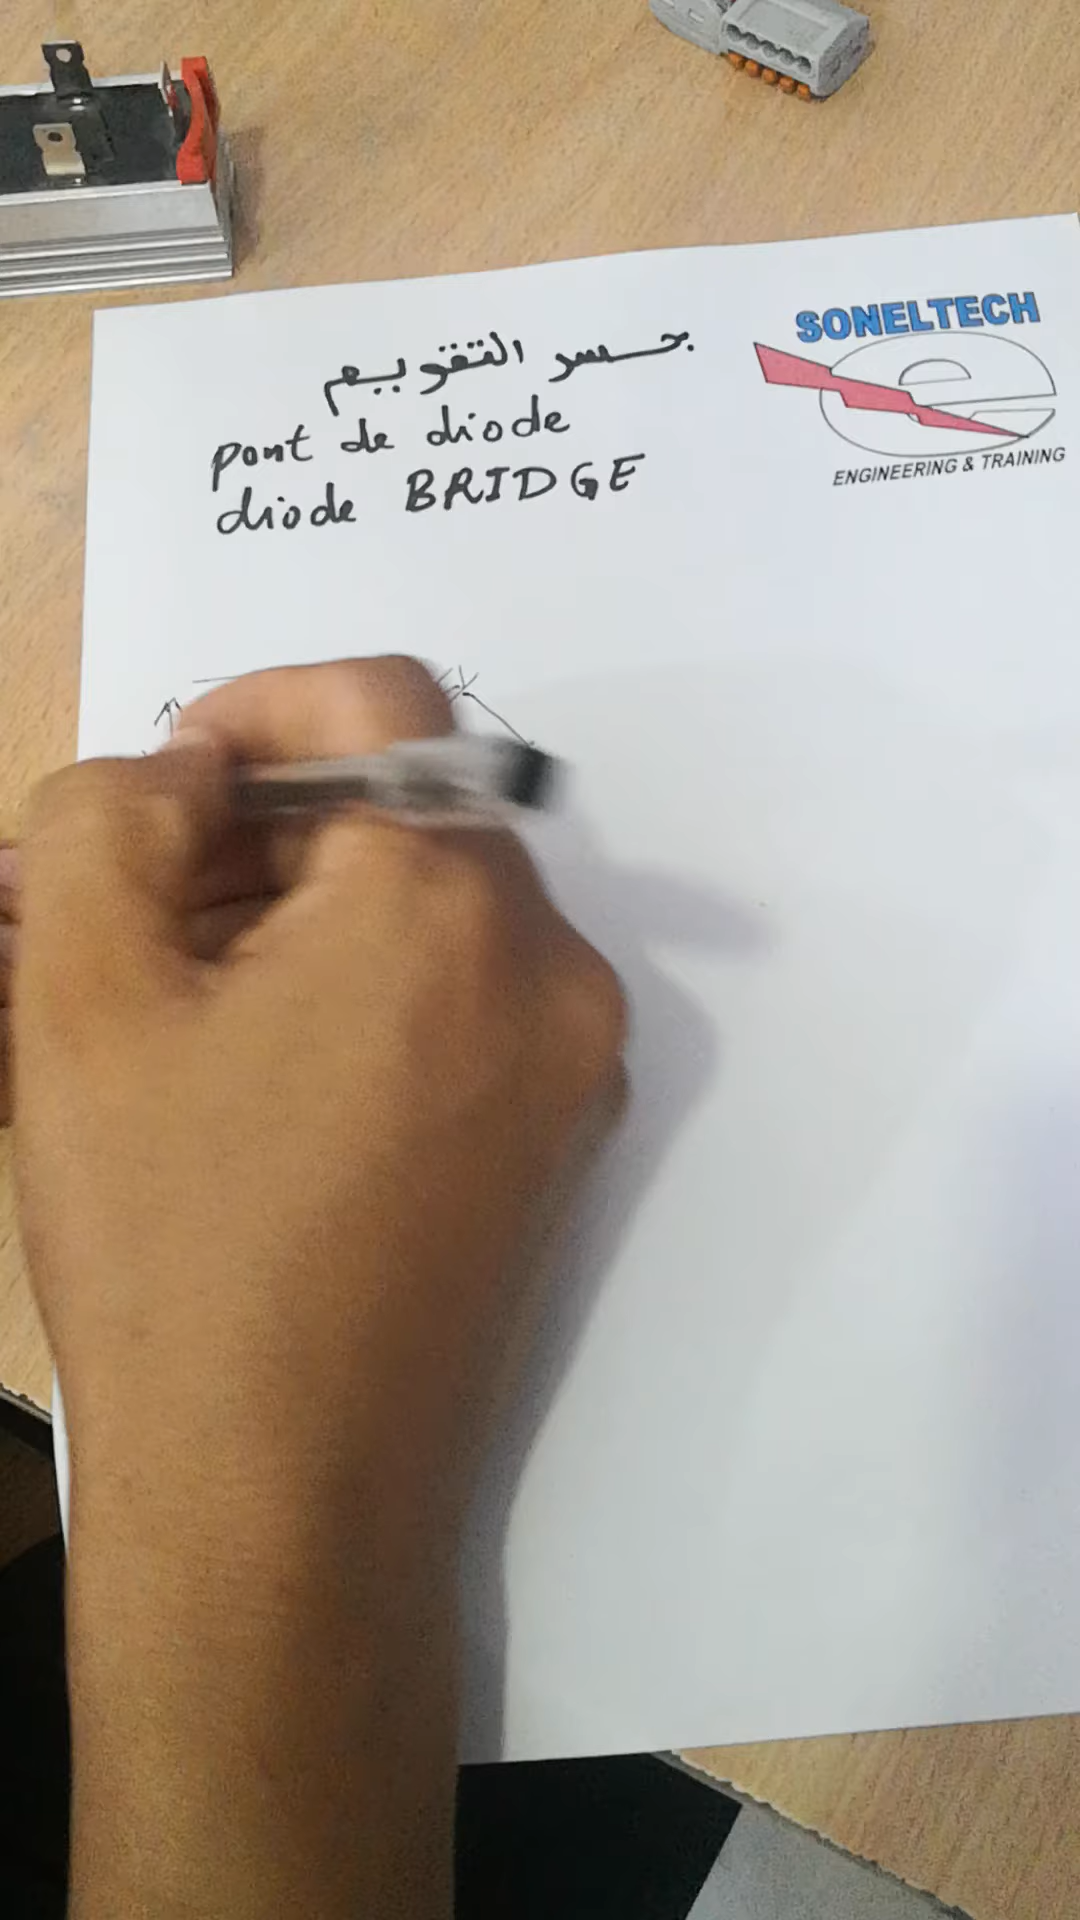 جسر التقويم
pont de diode
diode BRIDGE
SONELTECH
ENGINEERING & TRAINING